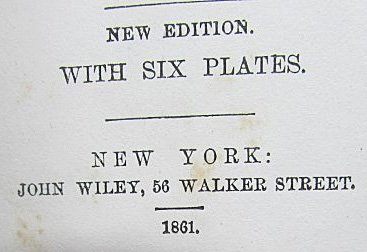 NEW EDITION.
WITH SIX PLATES.
NEW YORK:
JOHN WILEY, 56 WALKER STREET.
1861.